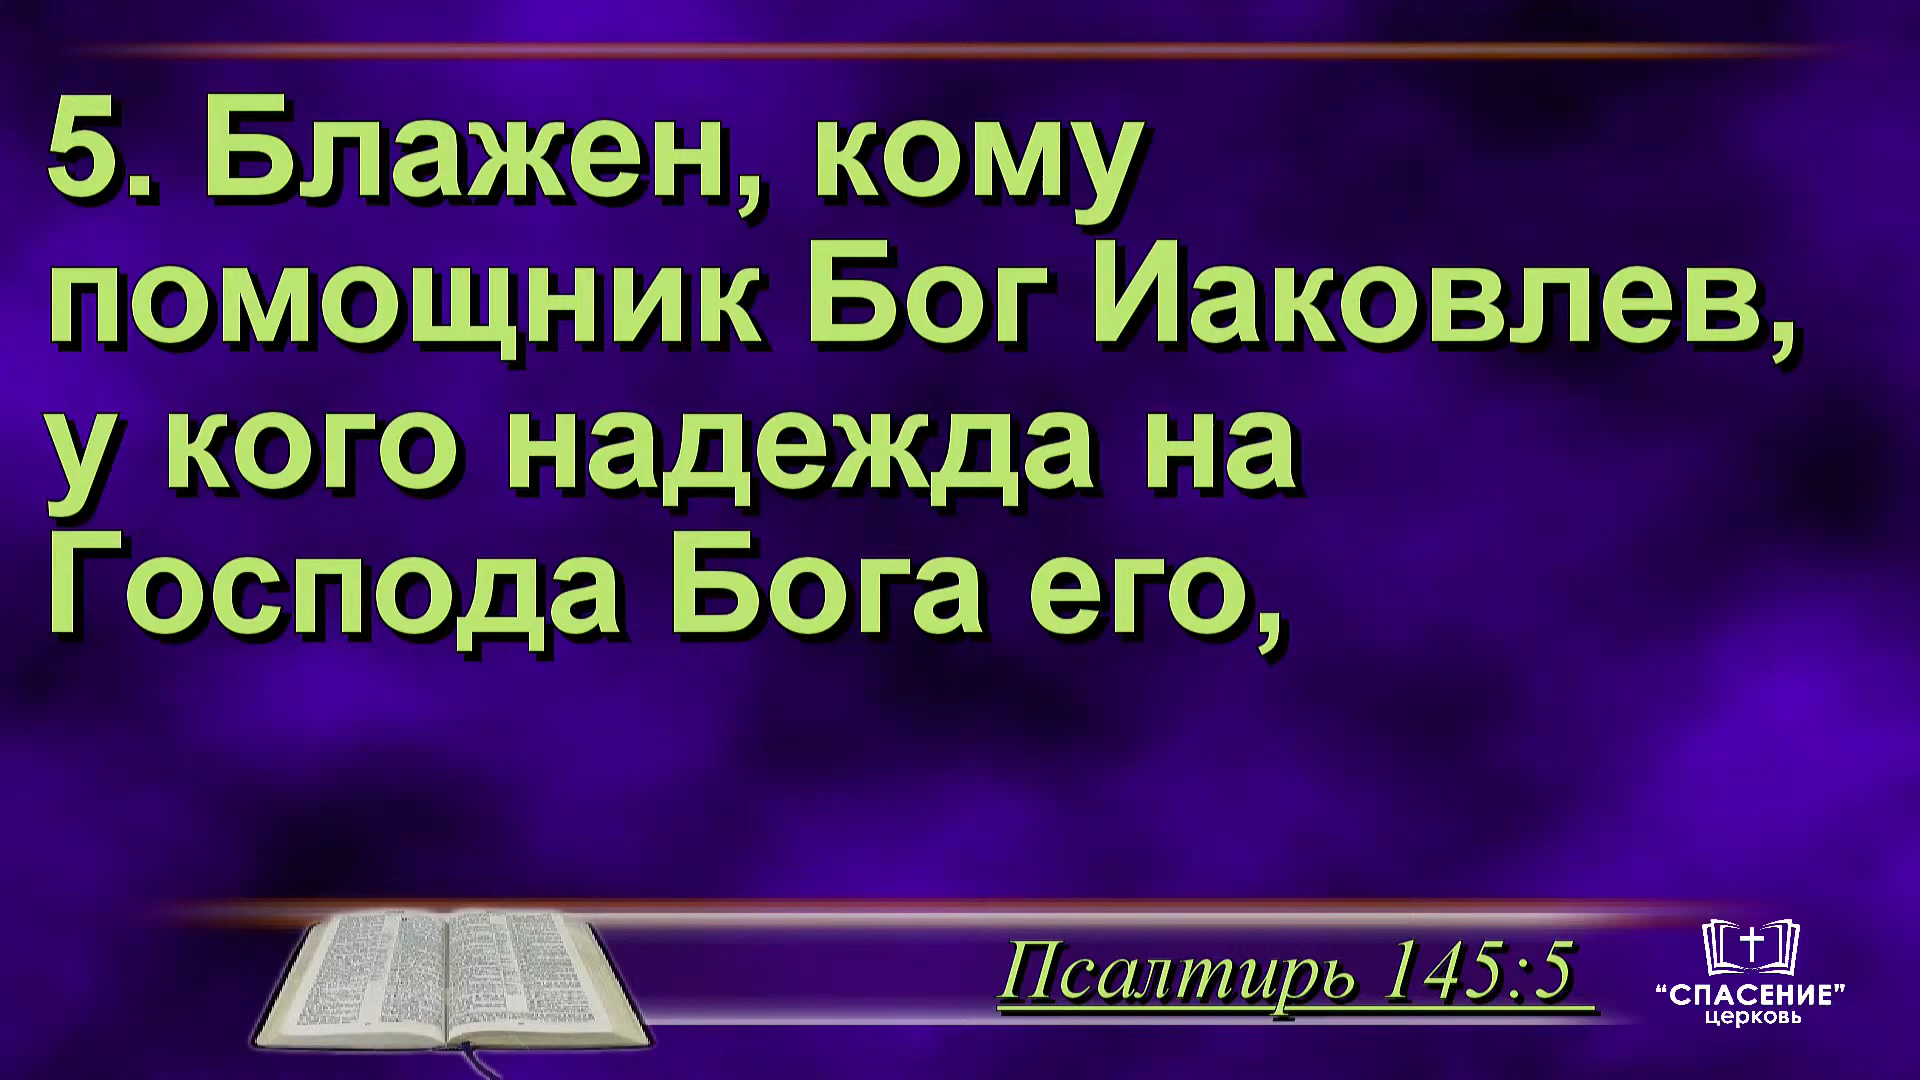 5. Блажен, кому
помощник Бог Иаковлев,
у кого надежда на
Господа Бога его,
Псалтирь 145:5
“СПАСЕНИЕ”
церковь